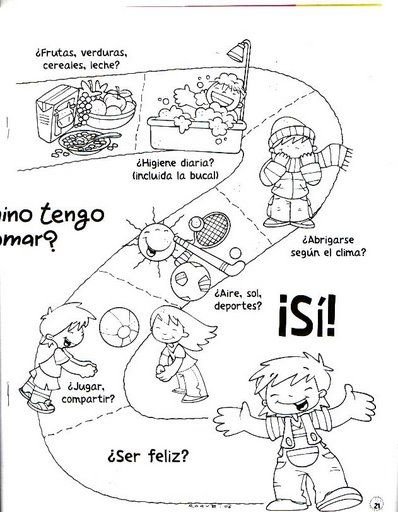 ¿Frutas, verduras,
cereales, leche?
¿Higiene diaria?
(incluida la bucal)
ino tengo
omar?
¿Abrigarse
según el clima?
¿Aire, sol,
deportes?
¡Sí!
¿Jugar,
compartir?
¿Ser feliz?
21